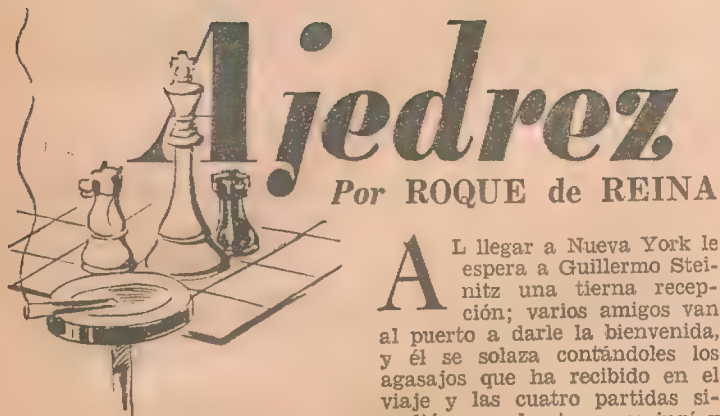 Ajedrez
Por ROQUE de REINA
AL llegar a Nueva York le
espera a Guillermo Stei-
nitz una tierna recep-
ción; varios amigos van
al puerto a darle la bienvenida,
y él se solaza contándoles los
agasajos que ha recibido en el
viaje y las cuatro partidas si-